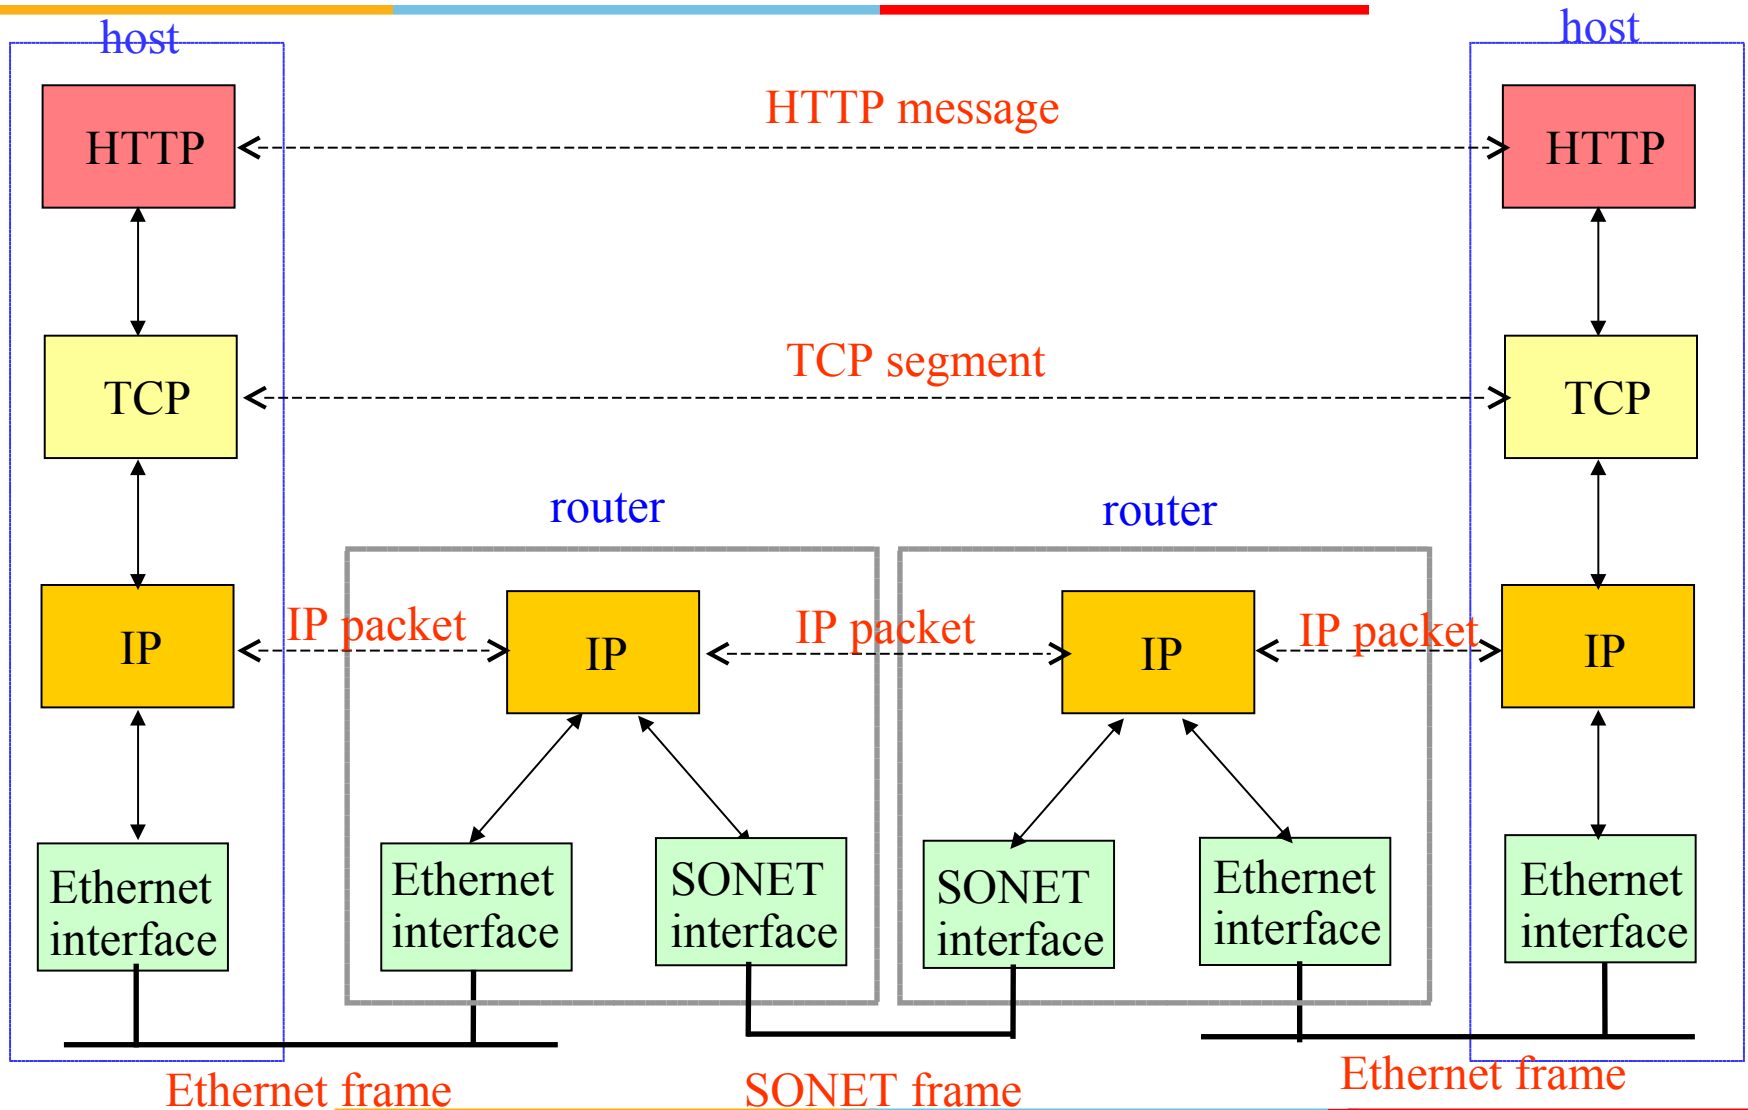 host
host
HTTP message
HTTP
HTTP
TCP segment
TCP
TCP
router
router
IP packet
IP packet
IP packet
IP
IP
IP
IP
Ethernet
interface
Ethernet
interface
SONET
interface
SONET
interface
Ethernet
interface
Ethernet
interface
Ethernet frame
SONET frame
Ethernet frame